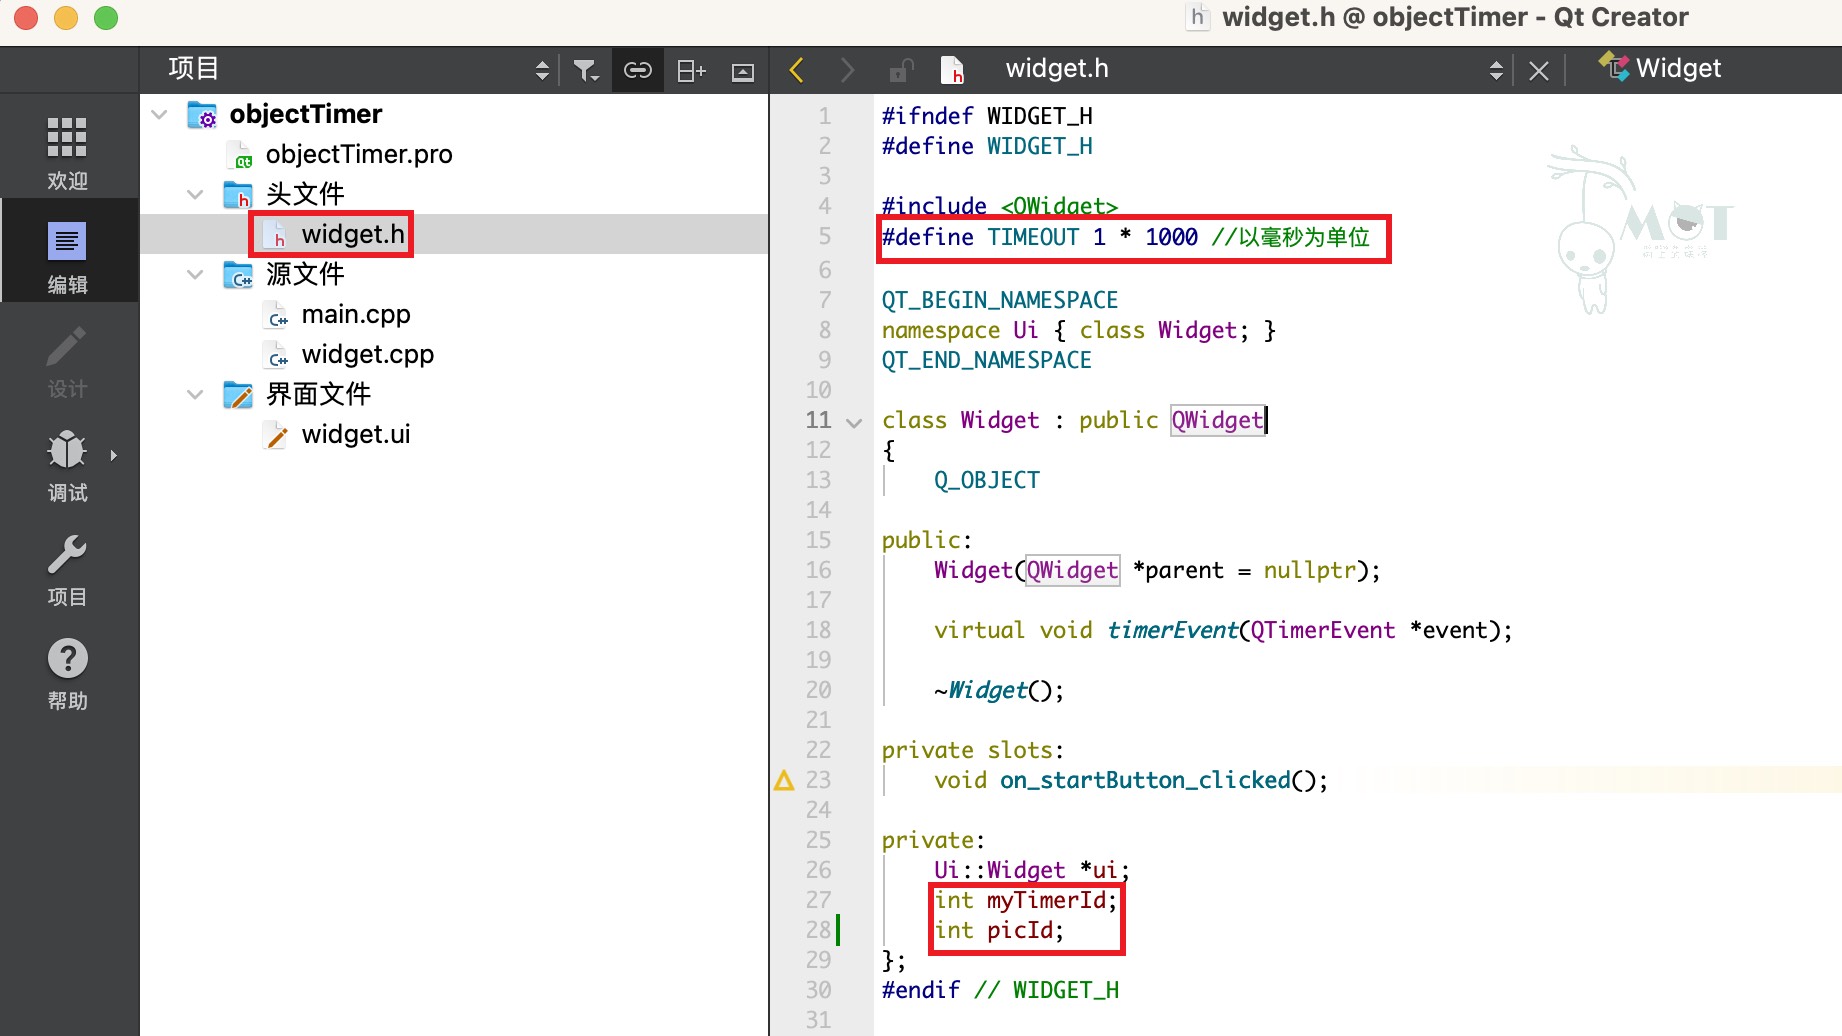 widget.h @ objectTimer - Qt Creator
项目
widget.h
Widget
欢迎
编辑
设计
调试
项目
帮助
objectTimer
objectTimer.pro
头文件
widget.h
源文件
main.cpp
widget.cpp
界面文件
widget.ui
1 #ifndef WIDGET_H
2 #define WIDGET_H
3
4 #include <QWidget>
5 #define TIMEOUT 1 * 1000 //以毫秒为单位
6
7 QT_BEGIN_NAMESPACE
8 namespace Ui { class Widget; }
9 QT_END_NAMESPACE
10
11 class Widget : public QWidget
12 {
13 Q_OBJECT
14
15 public:
16 Widget(QWidget *parent = nullptr);
17
18 virtual void timerEvent(QTimerEvent *event);
19
20 ~Widget();
21
22 private slots:
23 void on_startButton_clicked();
24
25 private:
26 Ui::Widget *ui;
27 int myTimerId;
28 int picId;
29 };
30 #endif // WIDGET_H
31
MOT